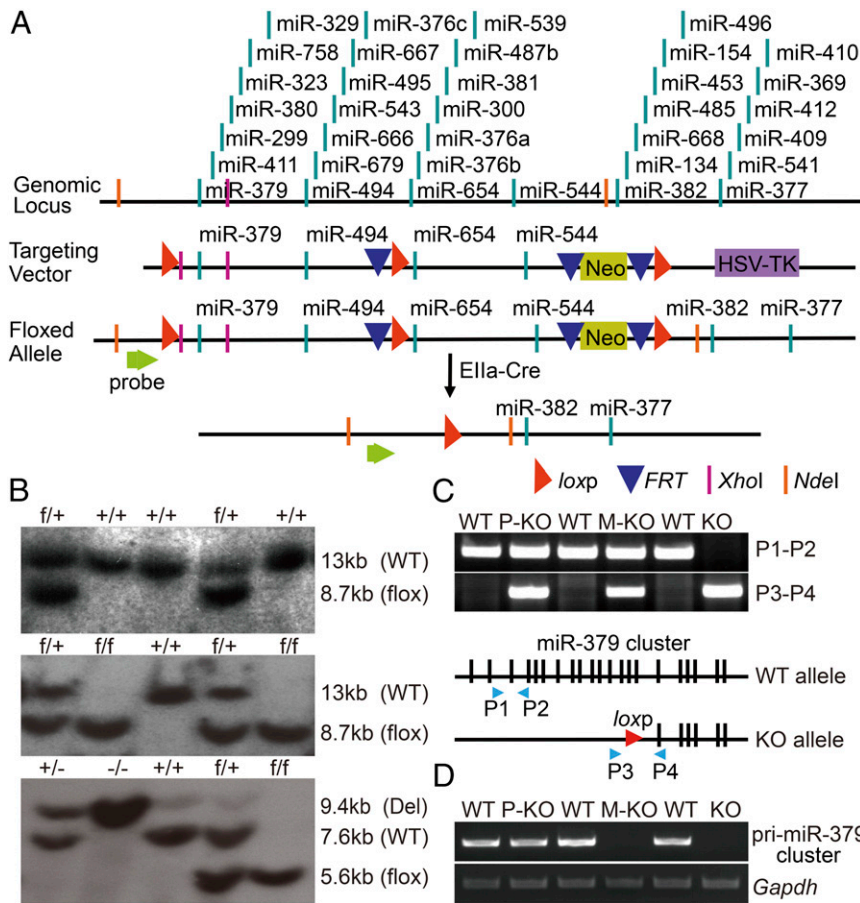 A
miR-329 miR-376c miR-539 miR-496
miR-758 miR-667 miR-487b miR-154 miR-410
miR-323 miR-495 miR-381 miR-453 miR-369
miR-380 miR-543 miR-300 miR-485 miR-412
miR-299 miR-666 miR-376a miR-668 miR-409
miR-411 miR-679 miR-376b miR-134 miR-541
Genomic Locus
miR-379 miR-494 miR-654 miR-544 miR-382 miR-377
Targeting Vector
miR-379 miR-494 miR-654 miR-544
Neo HSV-TK
Floxed Allele
miR-379 miR-494 miR-654 miR-544 miR-382 miR-377
Neo
probe
EIIa-Cre
miR-382 miR-377
loxp FRT XhoI NdeI
B
f/+ +/+ +/+ f/+ +/+
13kb (WT)
8.7kb (flox)
f/+ f/f +/+ f/+ f/f
13kb (WT)
8.7kb (flox)
+/- -/- +/+ f/+ f/f
9.4kb (Del)
7.6kb (WT)
5.6kb (flox)
C
WT P-KO WT M-KO WT KO
P1-P2
P3-P4
miR-379 cluster
WT allele
P1 P2
loxp
KO allele
P3 P4
D
WT P-KO WT M-KO WT KO
pri-miR-379
cluster
Gapdh